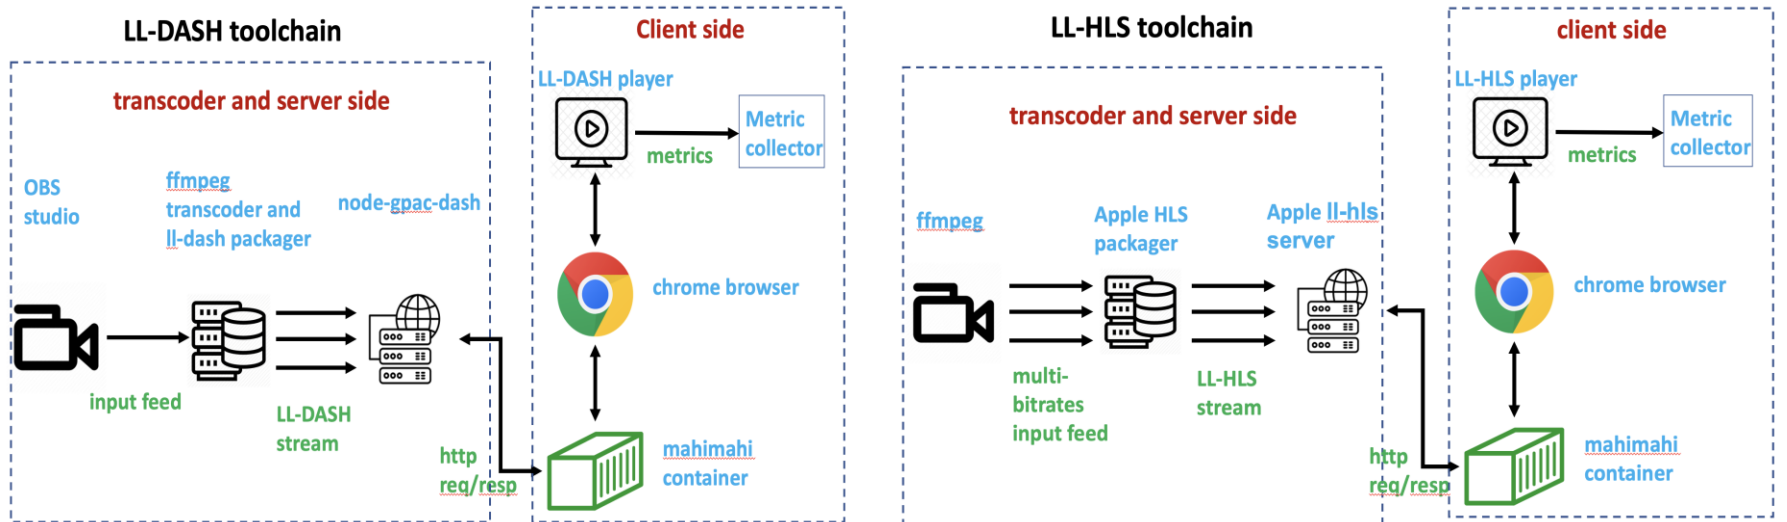 LL-DASH toolchain
transcoder and server side
OBS
studio
ffmpeg
transcoder and
ll-dash packager
node-gpac-dash
input feed
LL-DASH
stream
http
req/resp
Client side
LL-DASH player
Metric
collector
metrics
chrome browser
mahimahi
container
LL-HLS toolchain
transcoder and server side
ffmpeg
Apple HLS
packager
Apple ll-hls
server
multi-
bitrates
input feed
LL-HLS
stream
http
req/resp
client side
LL-HLS player
Metric
collector
metrics
chrome browser
mahimahi
container